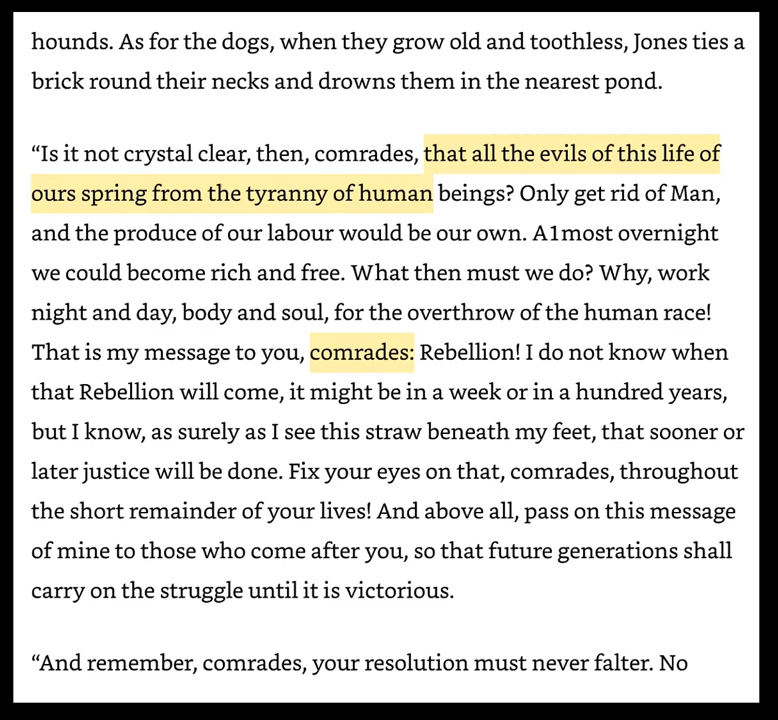 hounds. As for the dogs, when they grow old and toothless, Jones ties a
brick round their necks and drowns them in the nearest pond.
“Is it not crystal clear, then, comrades, that all the evils of this life of
ours spring from the tyranny of human beings? Only get rid of Man,
and the produce of our labour would be our own. A1most overnight
we could become rich and free. What then must we do? Why, work
night and day, body and soul, for the overthrow of the human race!
That is my message to you, comrades: Rebellion! I do not know when
that Rebellion will come, it might be in a week or in a hundred years,
but I know, as surely as I see this straw beneath my feet, that sooner or
later justice will be done. Fix your eyes on that, comrades, throughout
the short remainder of your lives! And above all, pass on this message
of mine to those who come after you, so that future generations shall
carry on the struggle until it is victorious.
“And remember, comrades, your resolution must never falter. No